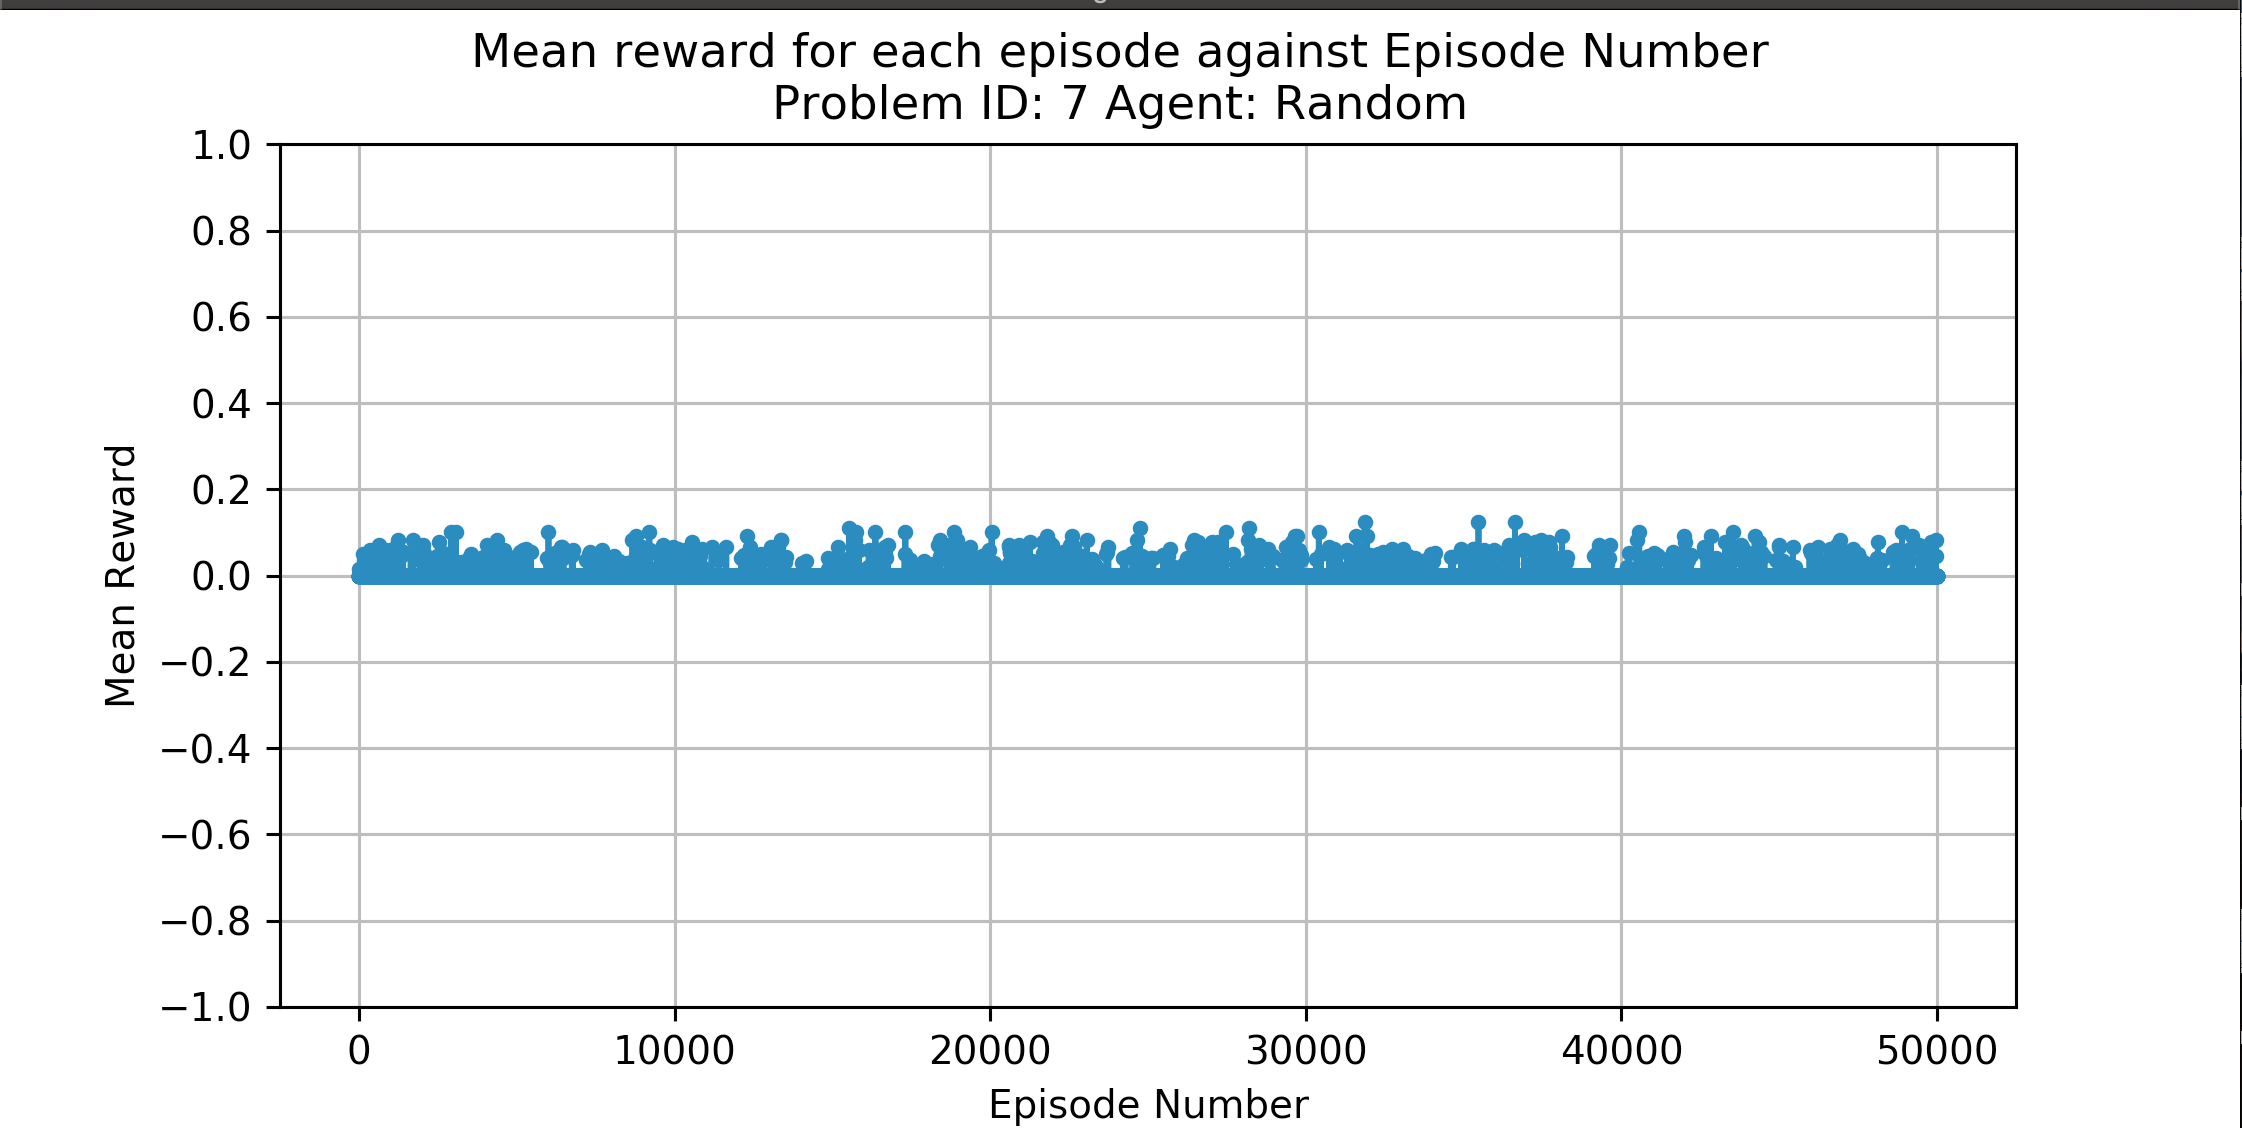 Mean reward for each episode against Episode Number
Problem ID: 7 Agent: Random
1.0
0.8
0.6
0.4
0.2
0.0
−0.2
−0.4
−0.6
−0.8
−1.0
Mean Reward
0 10000 20000 30000 40000 50000
Episode Number